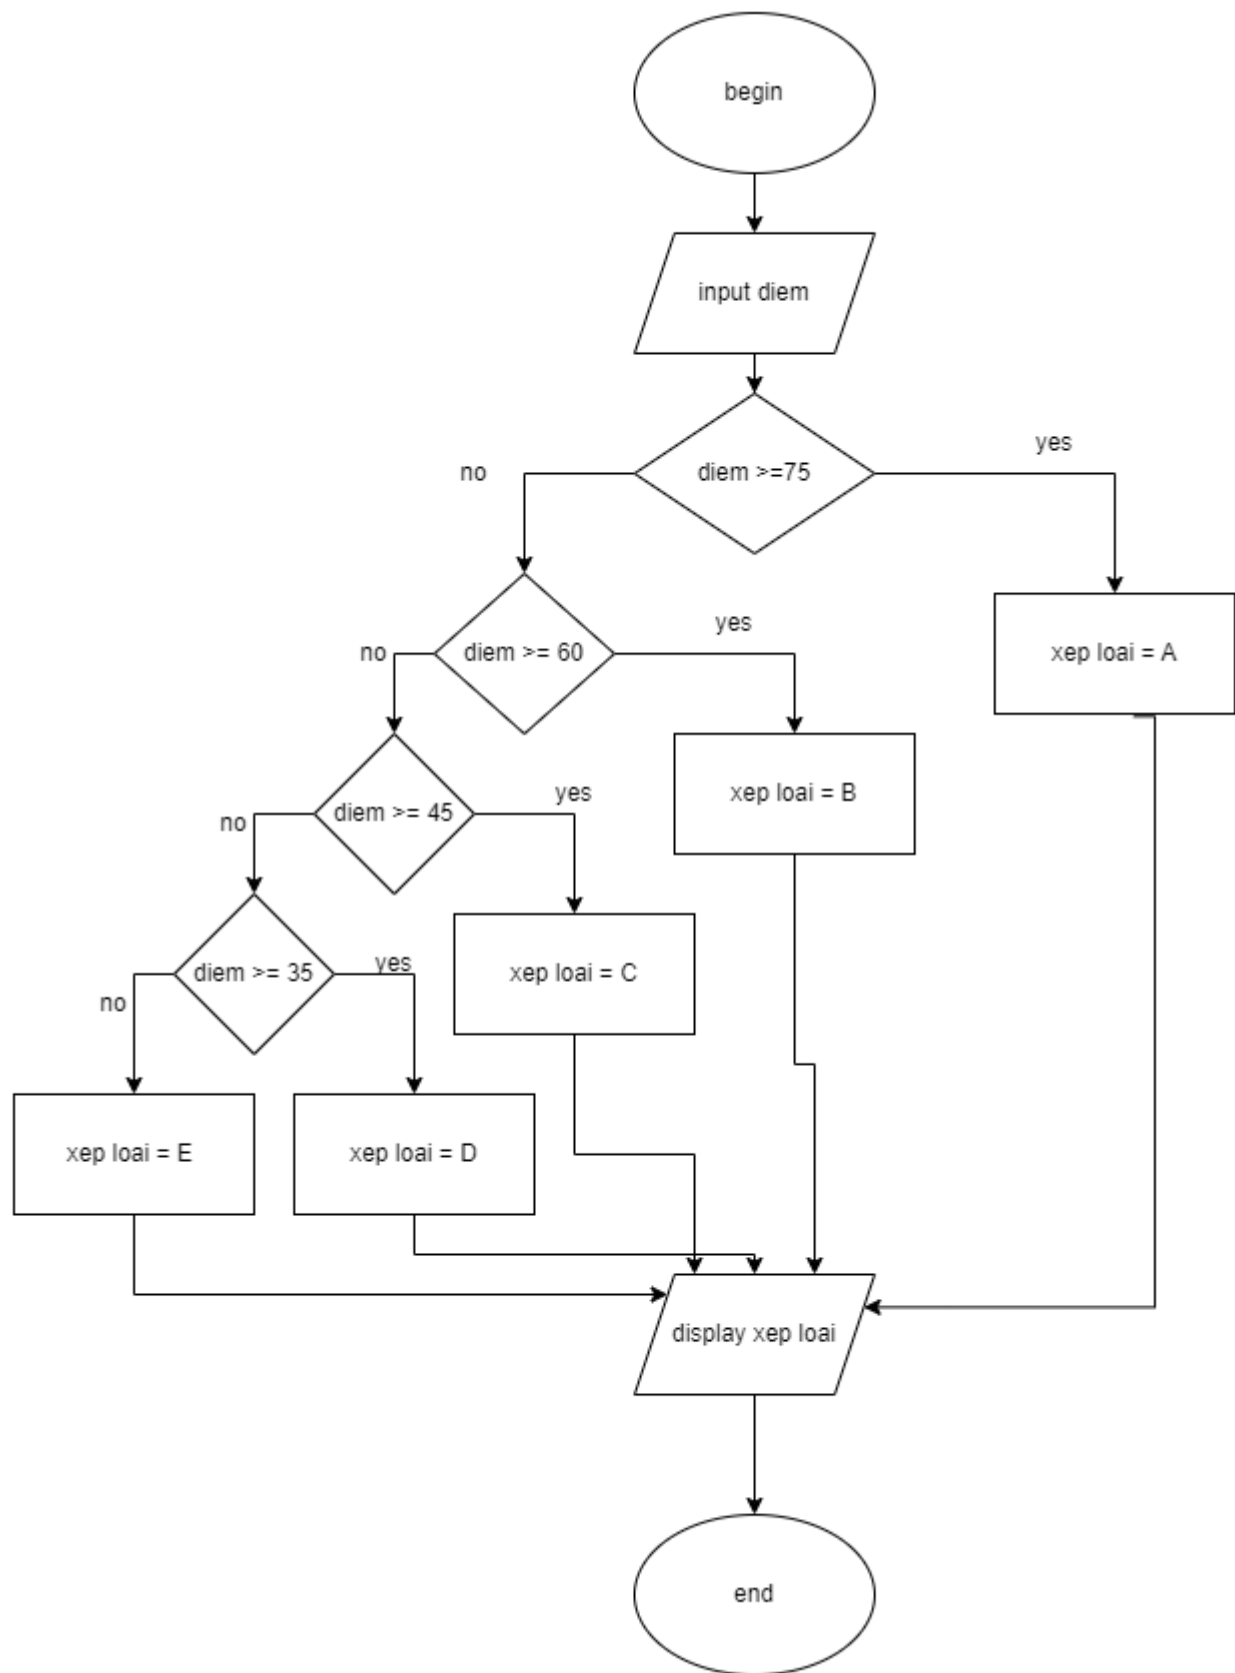 begin
input diem
diem >=75
no
yes
diem >= 60
no
yes
xep loai = A
diem >= 45
no
yes
xep loai = B
diem >= 35
no
yes
xep loai = C
xep loai = E
xep loai = D
display xep loai
end